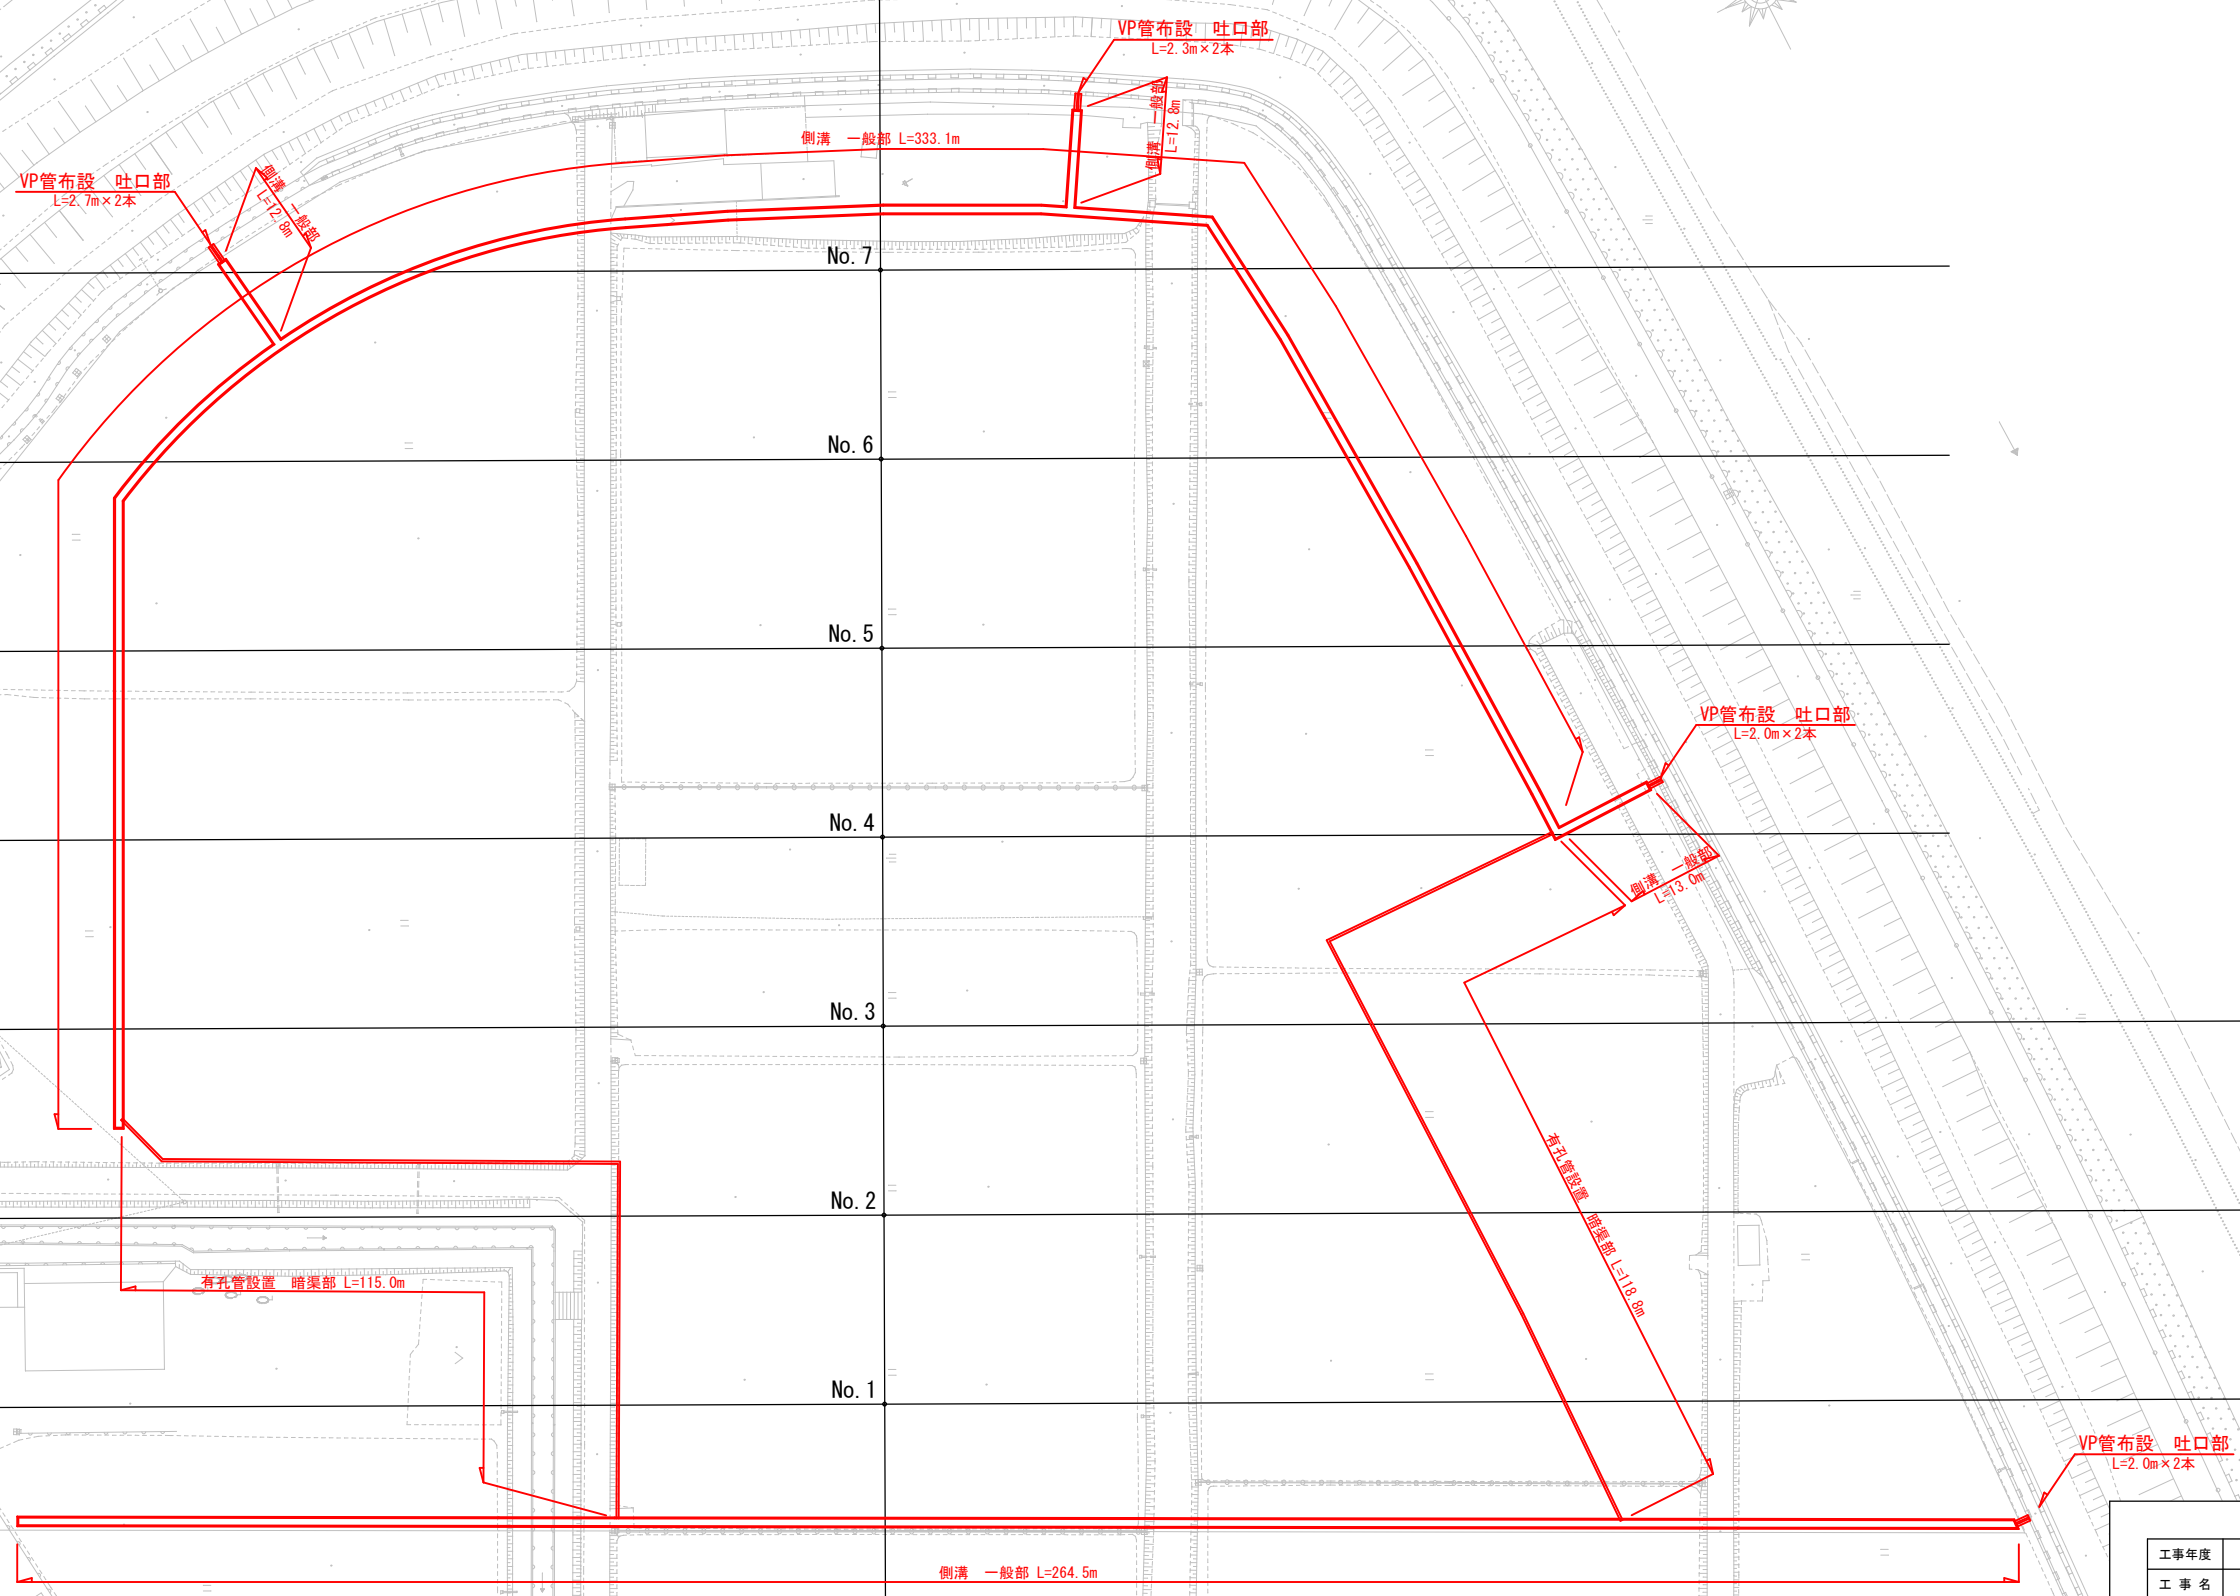 VP管布設　吐口部
L=2.3m×2本
側溝　一般部
L=12.8m
側溝　一般部 L=333.1m
VP管布設　吐口部
L=2.7m×2本
側溝　一般部
L=12.8m
No.7
No.6
No.5
VP管布設　吐口部
L=2.0m×2本
No.4
側溝　一般部
L=13.0m
No.3
有孔管設置　暗渠部 L=118.8m
No.2
有孔管設置　暗渠部 L=115.0m
No.1
VP管布設　吐口部
L=2.0m×2本
側溝　一般部 L=264.5m
工事年度
工 事 名